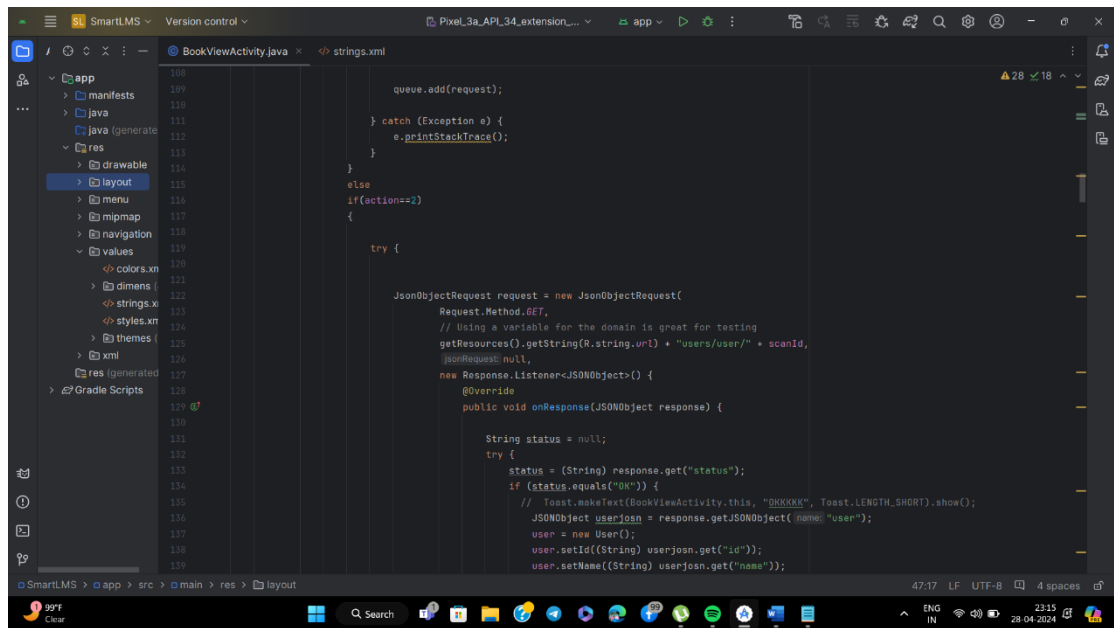 SL SmartLMS Version control Pixel_3a_API_34_extension_... app
BookViewActivity.java strings.xml
app
manifests
java
java (generate
res
drawable
layout
menu
mipmap
navigation
values
colors.xm
dimens (
strings.x
styles.xm
themes (
xml
res (generated
Gradle Scripts
28 18
108
109 queue.add(request);
110
111 } catch (Exception e) {
112 e.printStackTrace();
113 }
114 }
115 else
116 if(action==2)
117 {
118
119 try {
120
121
122 JsonObjectRequest request = new JsonObjectRequest(
123 Request.Method.GET,
124 // Using a variable for the domain is great for testing
125 getResources().getString(R.string.url) + "users/user/" + scanId,
126 jsonRequest: null,
127 new Response.Listener<JSONObject>() {
128 @Override
129 public void onResponse(JSONObject response) {
130
131 String status = null;
132 try {
133 status = (String) response.get("status");
134 if (status.equals("OK")) {
135 // Toast.makeText(BookViewActivity.this, "OKKKKK", Toast.LENGTH_SHORT).show();
136 JSONObject userjosn = response.getJSONObject( name: "user");
137 user = new User();
138 user.setId((String) userjosn.get("id"));
139 user.setName((String) userjosn.get("name"));
SmartLMS > app > src > main > res > layout 47:17 LF UTF-8 4 spaces
1 99°F
Clear
Search
99
ENG
IN
23:15
28-04-2024